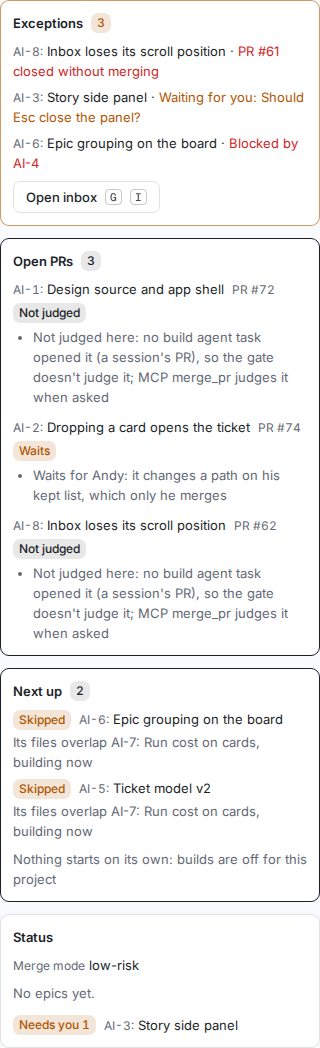 Exceptions 3
AI-8: Inbox loses its scroll position · PR #61
closed without merging
AI-3: Story side panel · Waiting for you: Should
Esc close the panel?
AI-6: Epic grouping on the board · Blocked by
AI-4
Open inbox G I
Open PRs 3
AI-1: Design source and app shell PR #72
Not judged
• Not judged here: no build agent task
opened it (a session's PR), so the gate
doesn't judge it; MCP merge_pr judges it
when asked
AI-2: Dropping a card opens the ticket PR #74
Waits
• Waits for Andy: it changes a path on his
kept list, which only he merges
AI-8: Inbox loses its scroll position PR #62
Not judged
• Not judged here: no build agent task
opened it (a session's PR), so the gate
doesn't judge it; MCP merge_pr judges it
when asked
Next up 2
Skipped AI-6: Epic grouping on the board
Its files overlap AI-7: Run cost on cards,
building now
Skipped AI-5: Ticket model v2
Its files overlap AI-7: Run cost on cards,
building now
Nothing starts on its own: builds are off for this
project
Status
Merge mode low-risk
No epics yet.
Needs you 1 AI-3: Story side panel